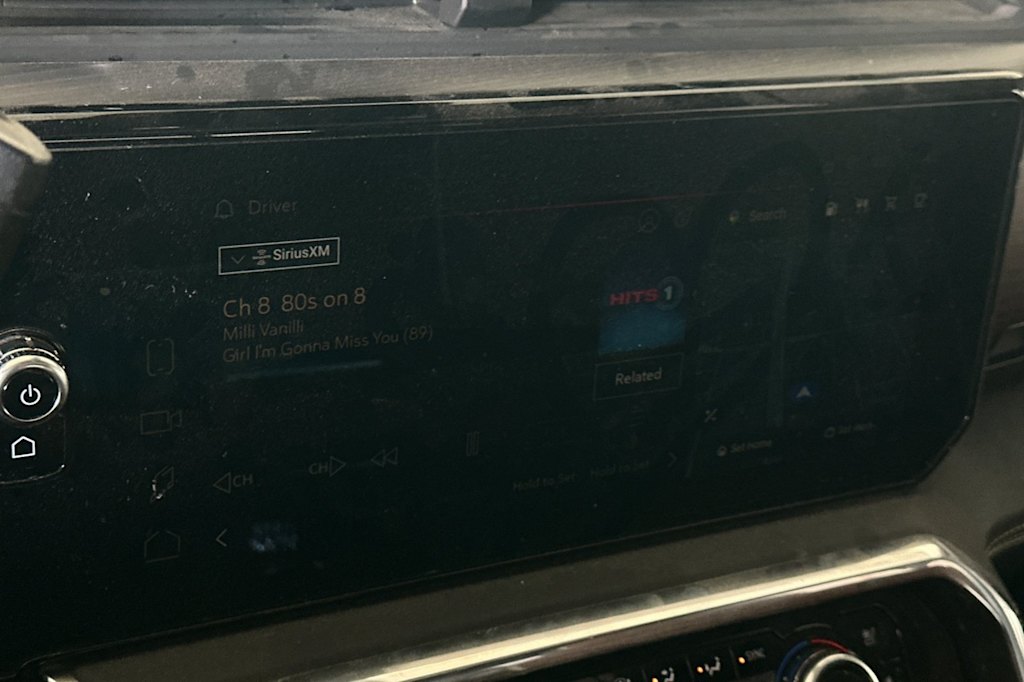 Driver
Search
SiriusXM
Ch 8 80s on 8
Milli Vanilli
Girl I'm Gonna Miss You (89)
HITS 1
Related
Set Home
CH
CH
Hold to Set
Hold to Set
SYNC